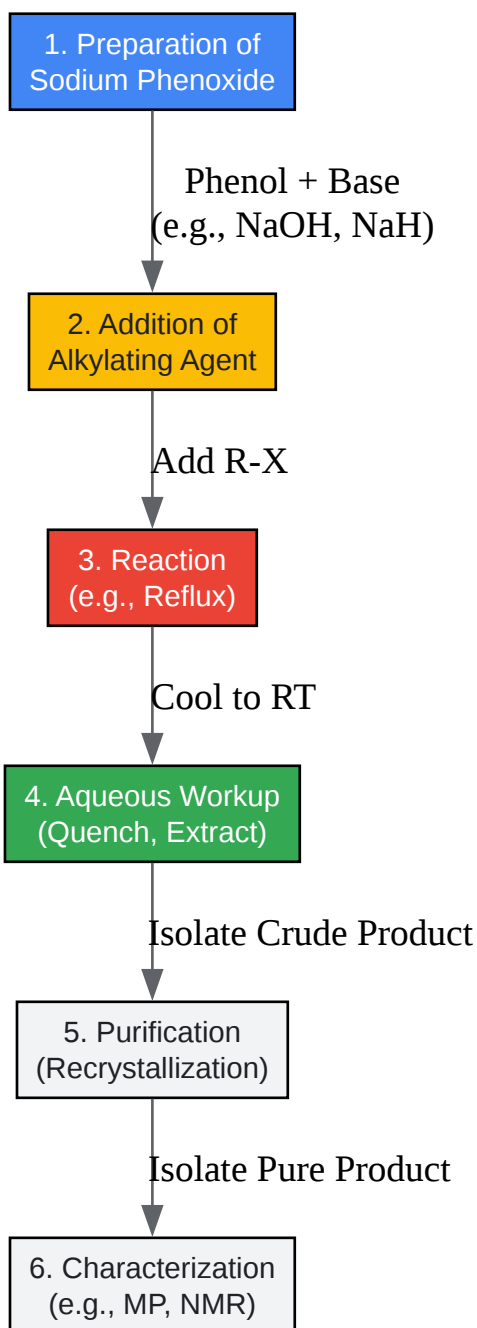 1. Preparation of
Sodium Phenoxide
Phenol + Base
(e.g., NaOH, NaH)
2. Addition of
Alkylating Agent
Add R-X
3. Reaction
(e.g., Reflux)
Cool to RT
4. Aqueous Workup
(Quench, Extract)
Isolate Crude Product
5. Purification
(Recrystallization)
Isolate Pure Product
6. Characterization
(e.g., MP, NMR)